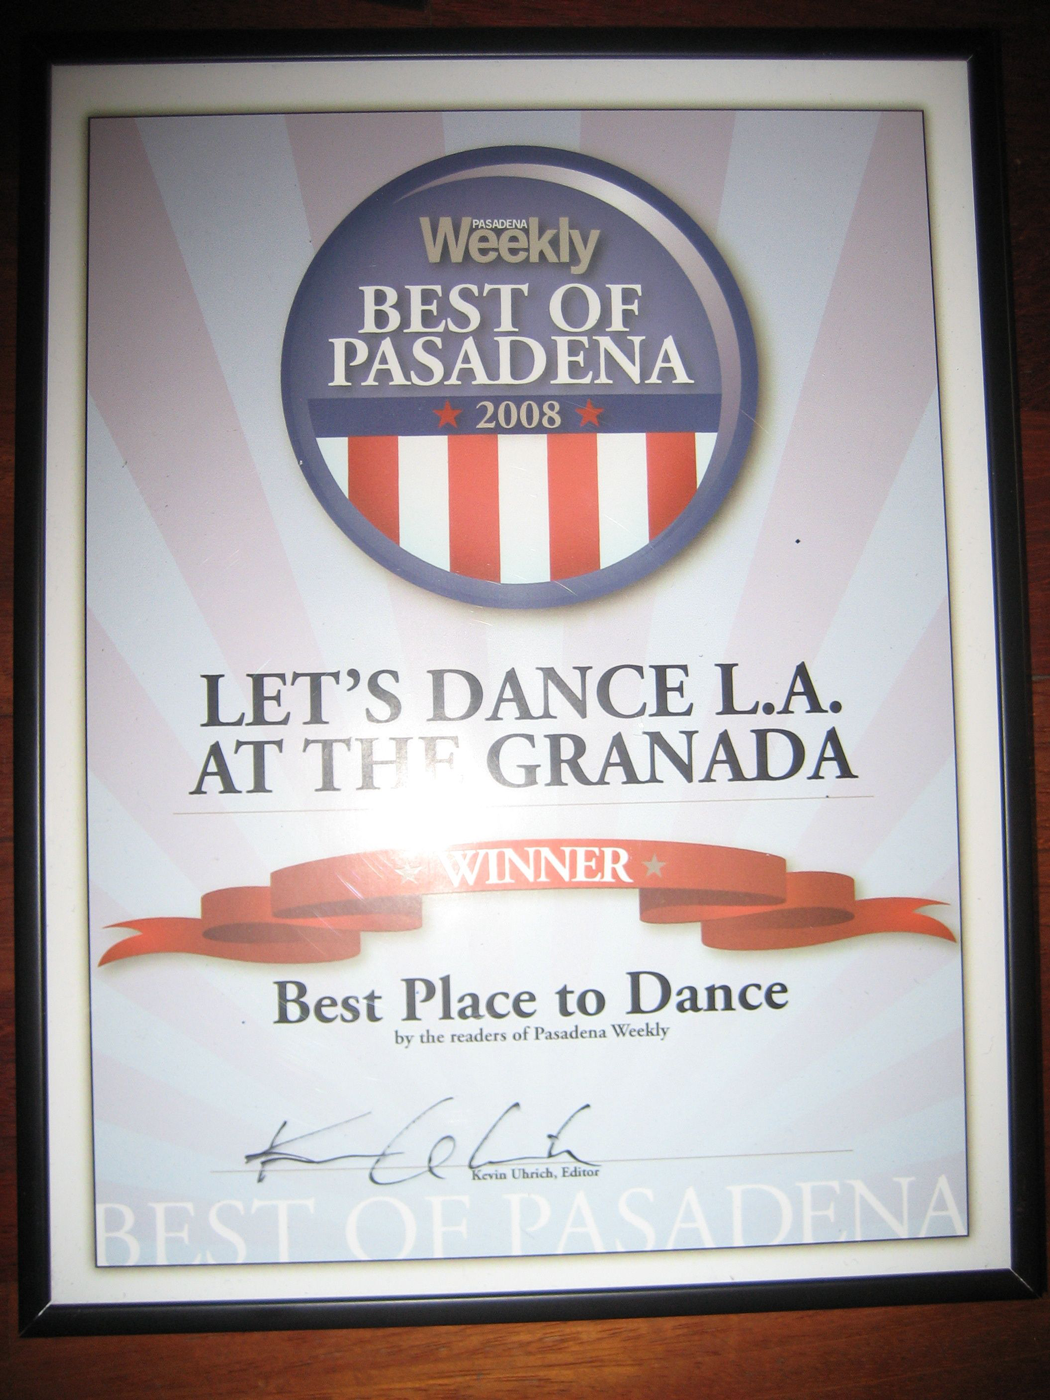 PASADENA
Weekly
BEST OF
PASADENA
2008
LET'S DANCE L.A.
AT THE GRANADA
WINNER
Best Place to Dance
by the readers of Pasadena Weekly
Kevin Uhrich, Editor
BEST OF PASADENA